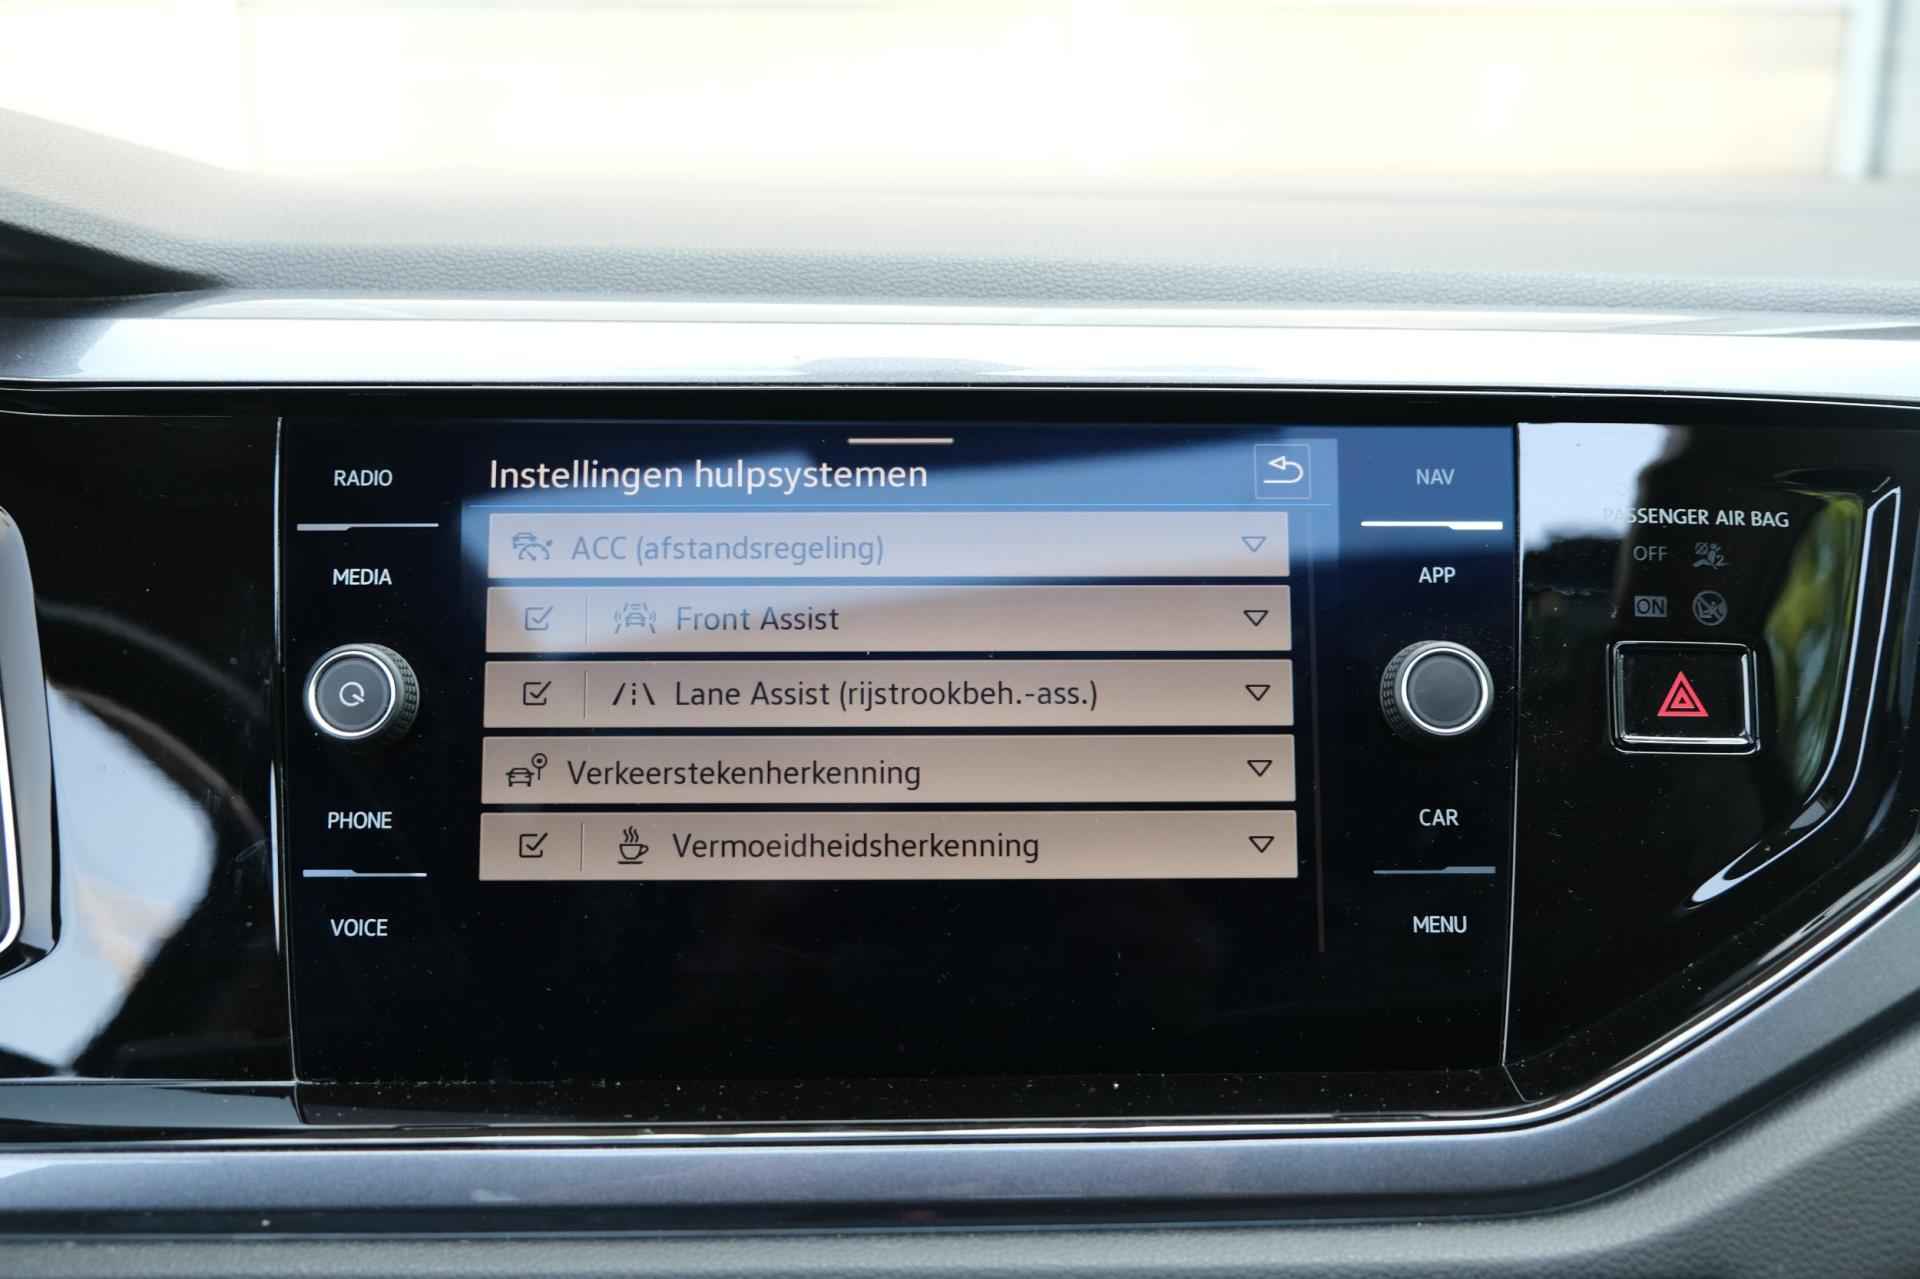 RADIO
MEDIA
PHONE
VOICE
Instellingen hulpsystemen
ACC (afstandsregeling)
Front Assist
Lane Assist (rijstrookbeh.-ass.)
Verkeerstekenherkenning
Vermoeidheidsherkenning
NAV
APP
CAR
MENU
PASSENGER AIR BAG
OFF
ON